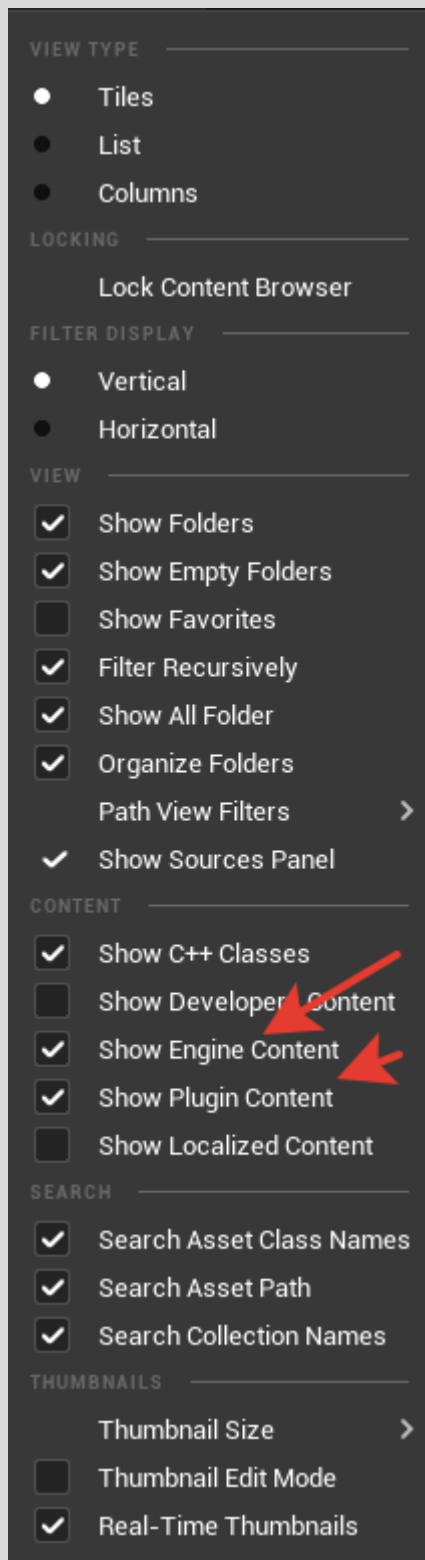 VIEW TYPE
Tiles
List
Columns
LOCKING
Lock Content Browser
FILTER DISPLAY
Vertical
Horizontal
VIEW
Show Folders
Show Empty Folders
Show Favorites
Filter Recursively
Show All Folder
Organize Folders
Path View Filters
Show Sources Panel
CONTENT
Show C++ Classes
Show Developers Content
Show Engine Content
Show Plugin Content
Show Localized Content
SEARCH
Search Asset Class Names
Search Asset Path
Search Collection Names
THUMBNAILS
Thumbnail Size
Thumbnail Edit Mode
Real-Time Thumbnails